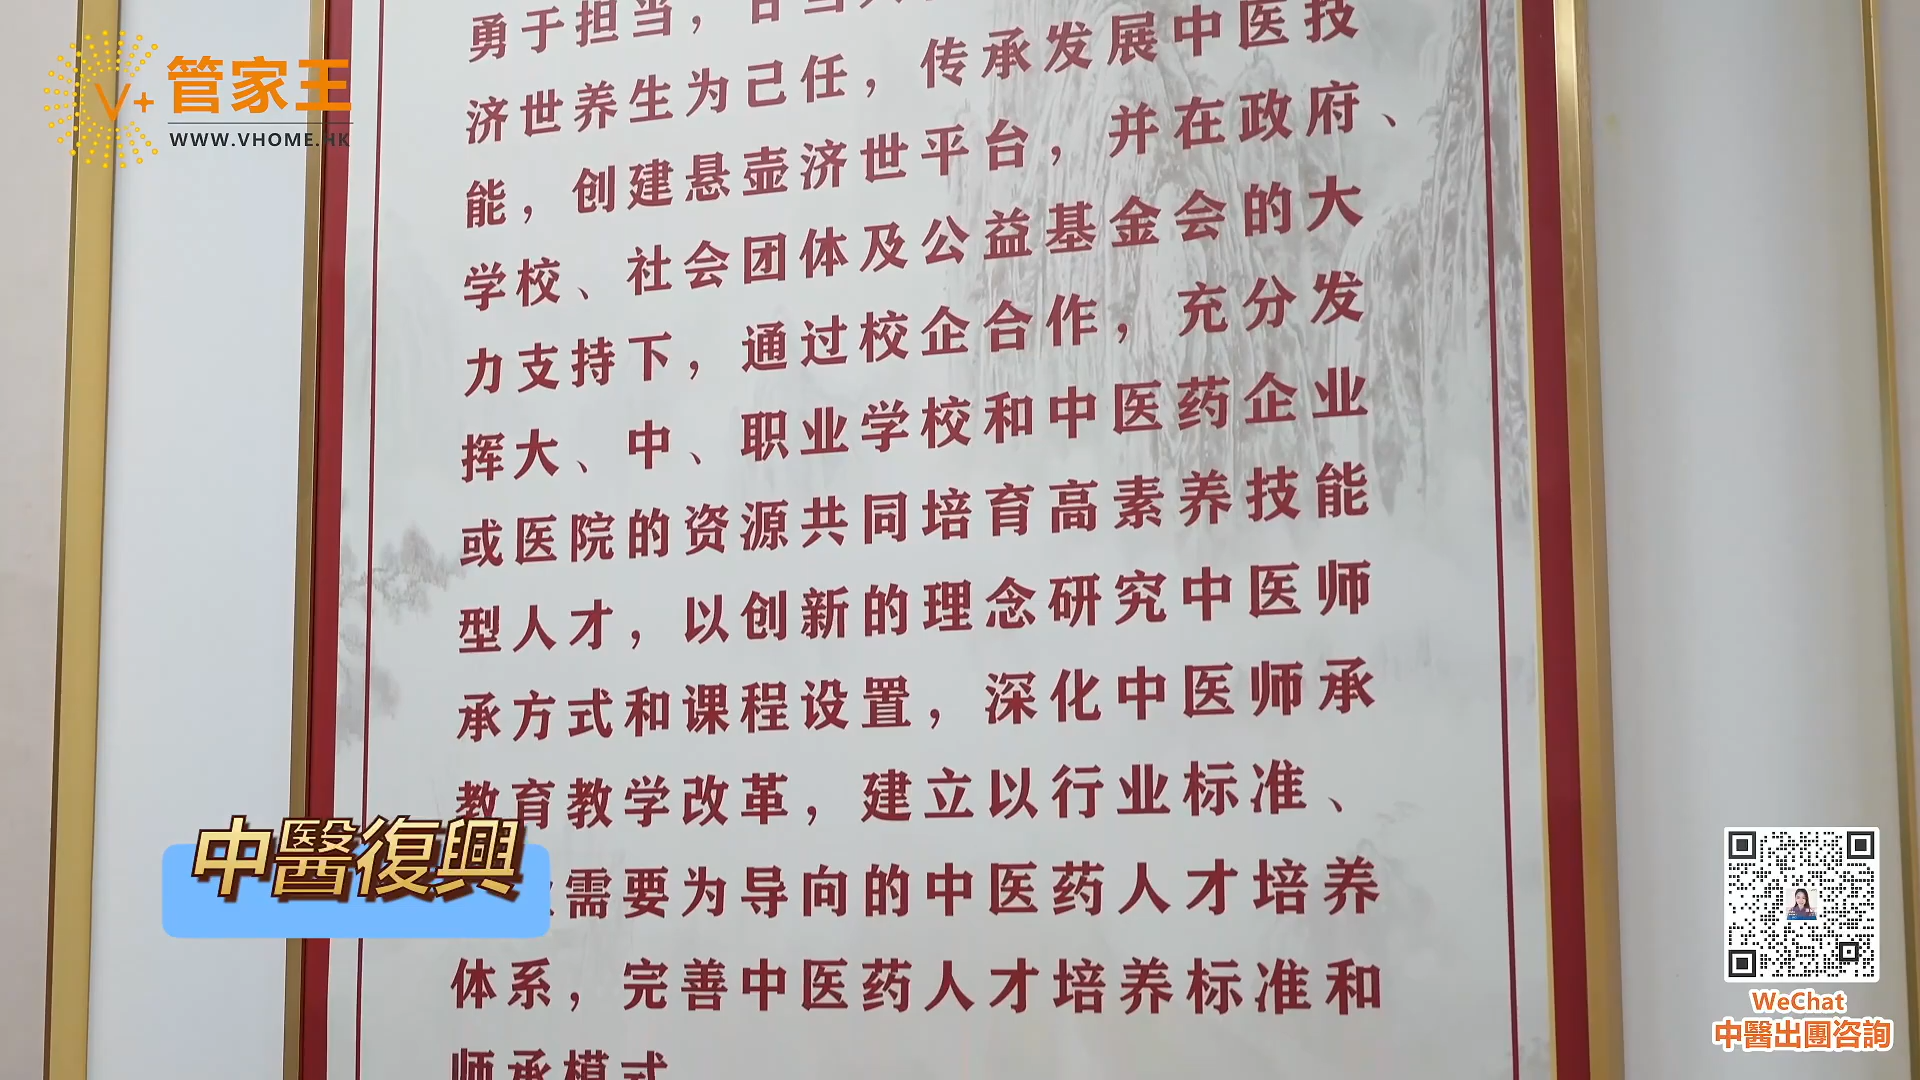 V+管家王
WWW.VHOME.HK
勇于担当，甘当
济世养生为己任，传承发展中医技
能，创建悬壶济世平台，并在政府、
学校、社会团体及公益基金会的大
力支持下，通过校企合作，充分发
挥大、中、职业学校和中医药企业
或医院的资源共同培育高素养技能
型人才，以创新的理念研究中医师
承方式和课程设置，深化中医师承
教育教学改革，建立以行业标准、
需要为导向的中医药人才培养
体系，完善中医药人才培养标准和
师承模式
中醫復興
WeChat
中醫出團咨詢